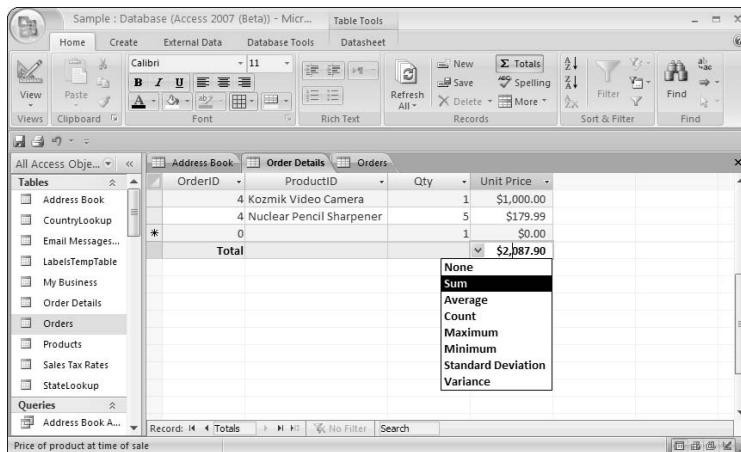 Sample : Database (Access 2007 (Beta)) - Micr...
Table Tools
Home
Create
External Data
Database Tools
Datasheet
View
Views
Paste
Clipboard
Calibri
11
B I U
A
ab
Font
Rich Text
Refresh All
New
Save
Delete
Σ Totals
Spelling
More
Records
Filter
Sort & Filter
Find
Find
All Access Obje...
Address Book
Order Details
Orders
Tables
Address Book
CountryLookup
Email Messages...
LabelsTempTable
My Business
Order Details
Orders
Products
Sales Tax Rates
StateLookup
Queries
Address Book A...
OrderID ProductID Qty Unit Price
4 Kozmik Video Camera 1 $1,000.00
4 Nuclear Pencil Sharpener 5 $179.99
* 0 1 $0.00
Total $2,087.90
None
Sum
Average
Count
Maximum
Minimum
Standard Deviation
Variance
Record: Totals No Filter Search
Price of product at time of sale